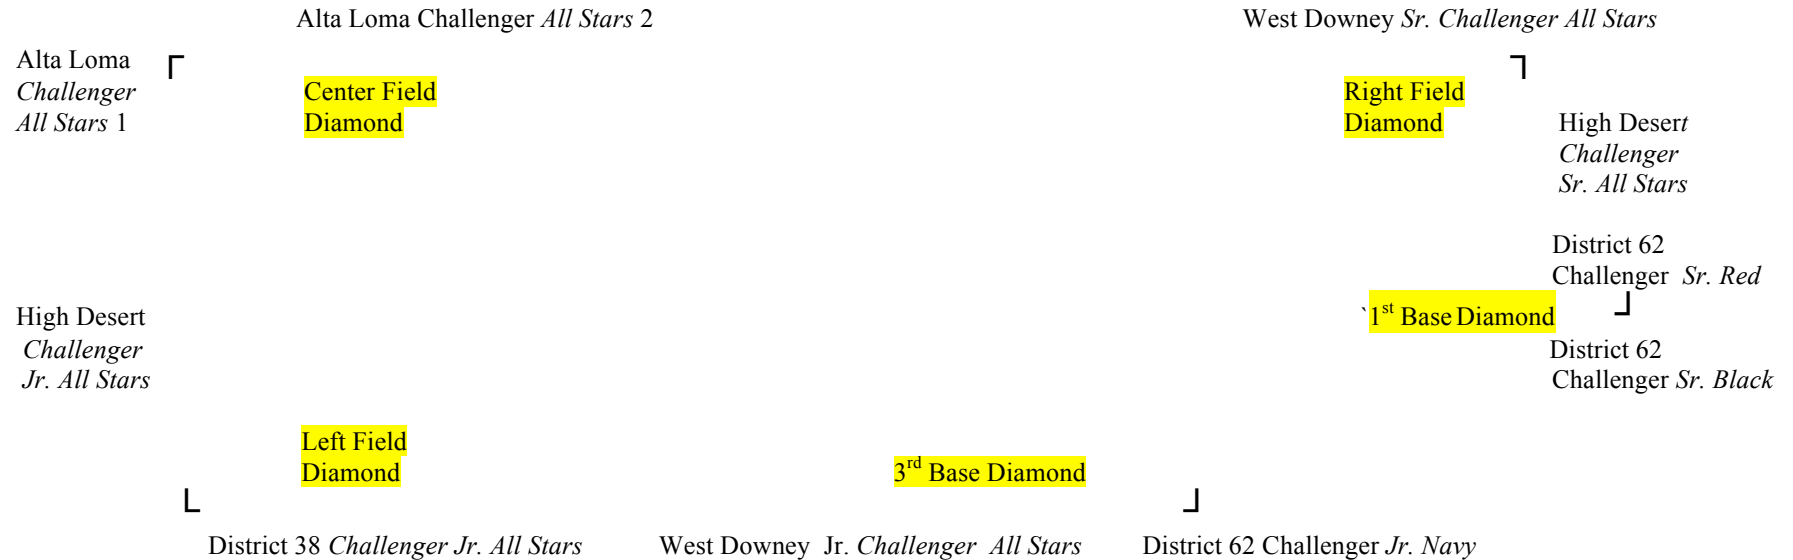 Alta Loma Challenger All Stars 2
West Downey Sr. Challenger All Stars
Alta Loma
Challenger
All Stars 1
Center Field
Diamond
Right Field
Diamond
High Desert
Challenger
Sr. All Stars
District 62
Challenger Sr. Red
High Desert
Challenger
Jr. All Stars
`1st Base Diamond
District 62
Challenger Sr. Black
Left Field
Diamond
3rd Base Diamond
District 38 Challenger Jr. All Stars
West Downey Jr. Challenger All Stars
District 62 Challenger Jr. Navy